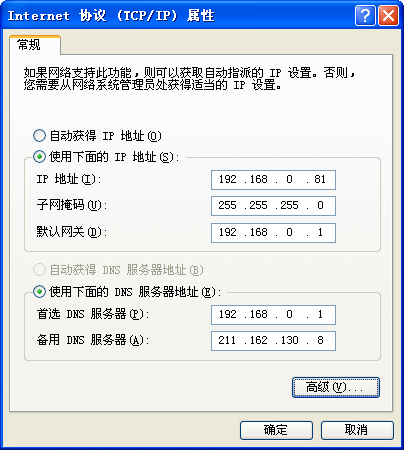 Internet 协议 (TCP/IP) 属性
常规
如果网络支持此功能，则可以获取自动指派的 IP 设置。否则，
您需要从网络系统管理员处获得适当的 IP 设置。
自动获得 IP 地址(O)
使用下面的 IP 地址(S):
IP 地址(I): 192 .168 . 0 . 81
子网掩码(U): 255 .255 .255 . 0
默认网关(D): 192 .168 . 0 . 1
自动获得 DNS 服务器地址(B)
使用下面的 DNS 服务器地址(E):
首选 DNS 服务器(P): 192 .168 . 0 . 1
备用 DNS 服务器(A): 211 .162 .130 . 8
高级(V)...
确定 取消